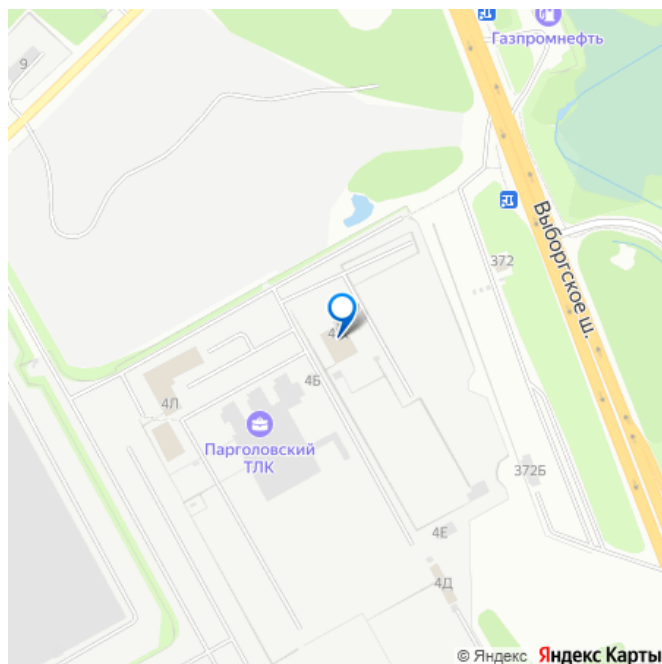 Газпромнефть
9
Выборгское ш.
372
4Б
4Л
Парголовский
ТЛК
372Б
4Е
4Д
© Яндекс Яндекс Карты